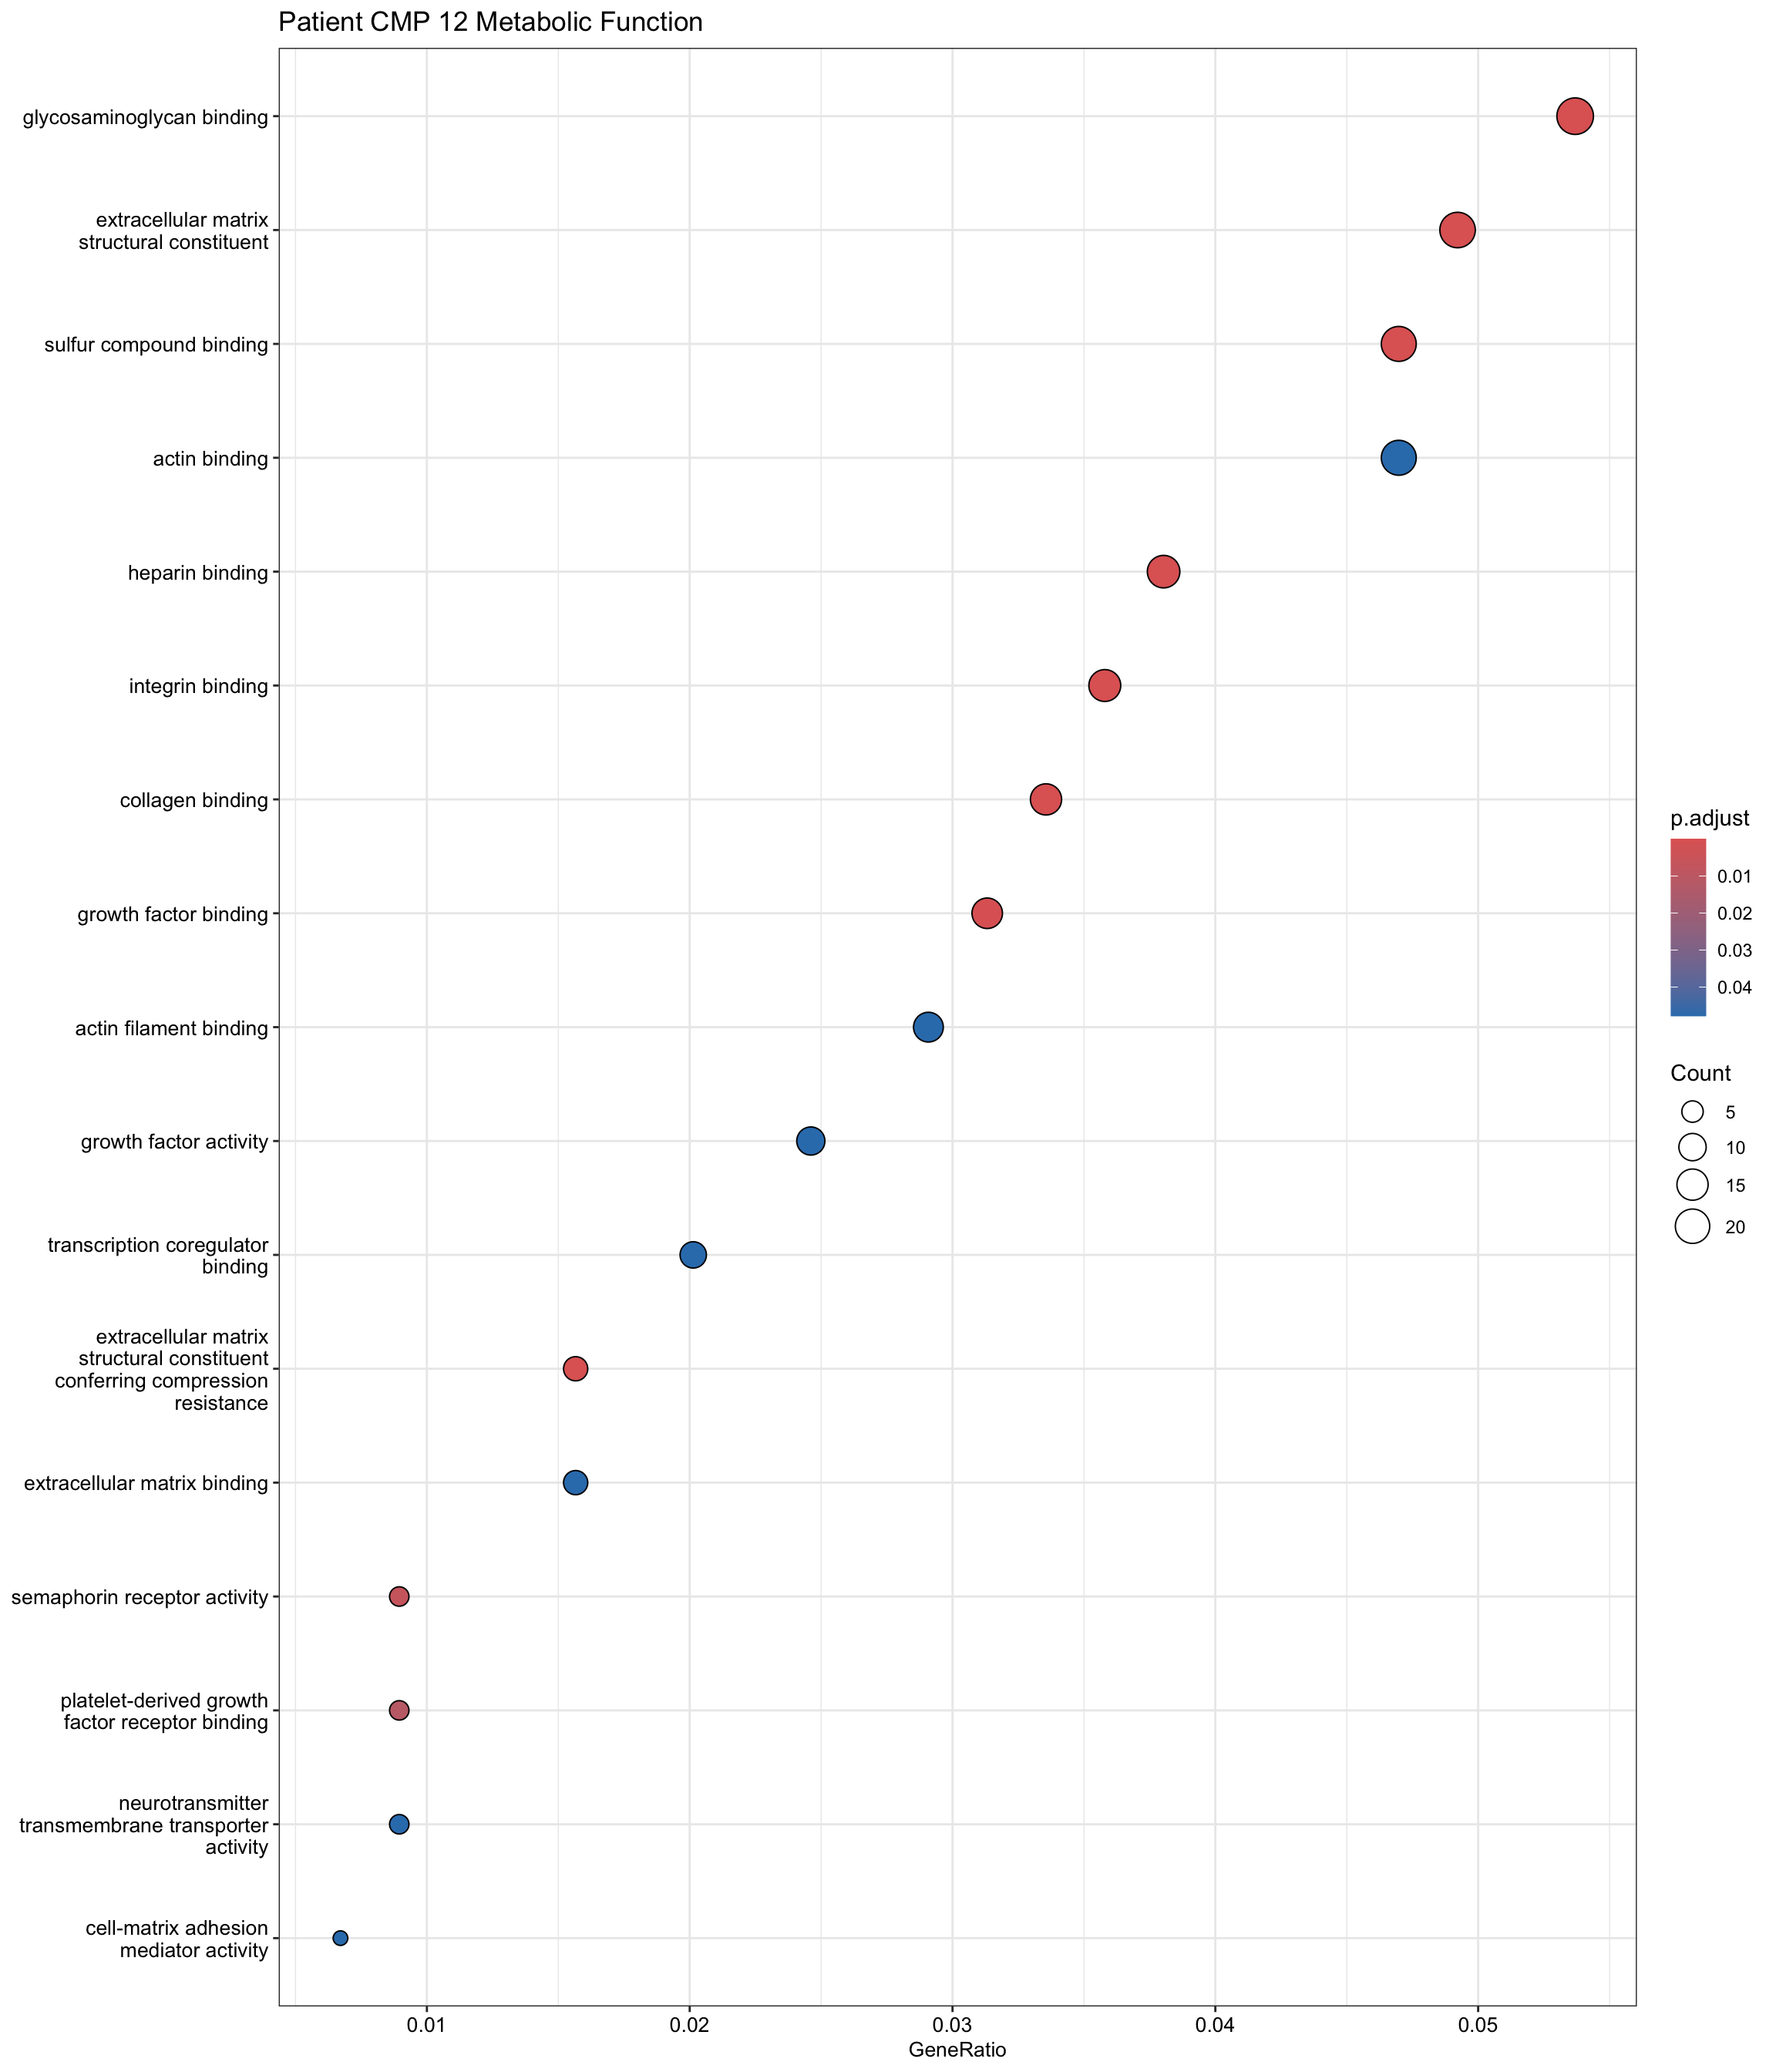 Patient CMP 12 Metabolic Function
glycosaminoglycan binding
extracellular matrix
structural constituent
sulfur compound binding
actin binding
heparin binding
integrin binding
collagen binding
growth factor binding
actin filament binding
growth factor activity
transcription coregulator
binding
extracellular matrix
structural constituent
conferring compression
resistance
extracellular matrix binding
semaphorin receptor activity
platelet-derived growth
factor receptor binding
neurotransmitter
transmembrane transporter
activity
cell-matrix adhesion
mediator activity
0.01
0.02
0.03
0.04
0.05
GeneRatio
p.adjust
0.01
0.02
0.03
0.04
Count
5
10
15
20